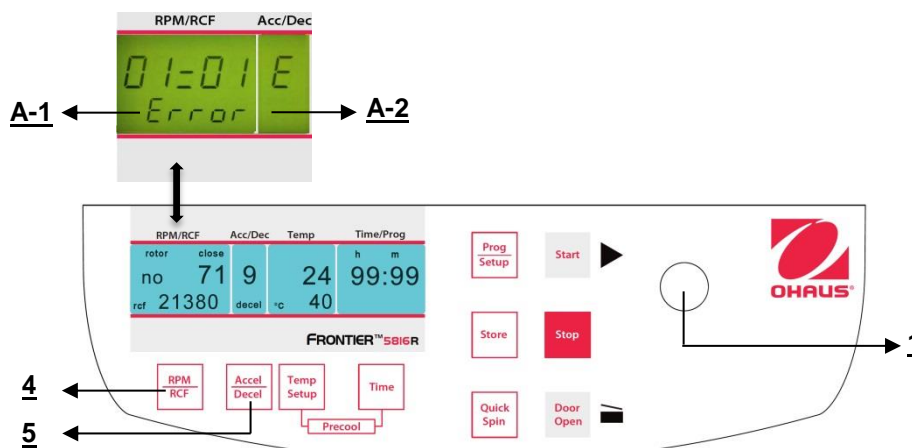 RPM/RCF Acc/Dec
01=01 E
Error
A-1
A-2
RPM/RCF Acc/Dec Temp Time/Prog
rotor close h m
no 71 9 24 99:99
rcf 21380 decel °C 40
FRONTIER™5816R
RPM
RCF
Accel
Decel
Temp
Setup
Time
Precool
Prog
Setup
Start
Store
Stop
Quick
Spin
Door
Open
OHAUS®
1
4
5